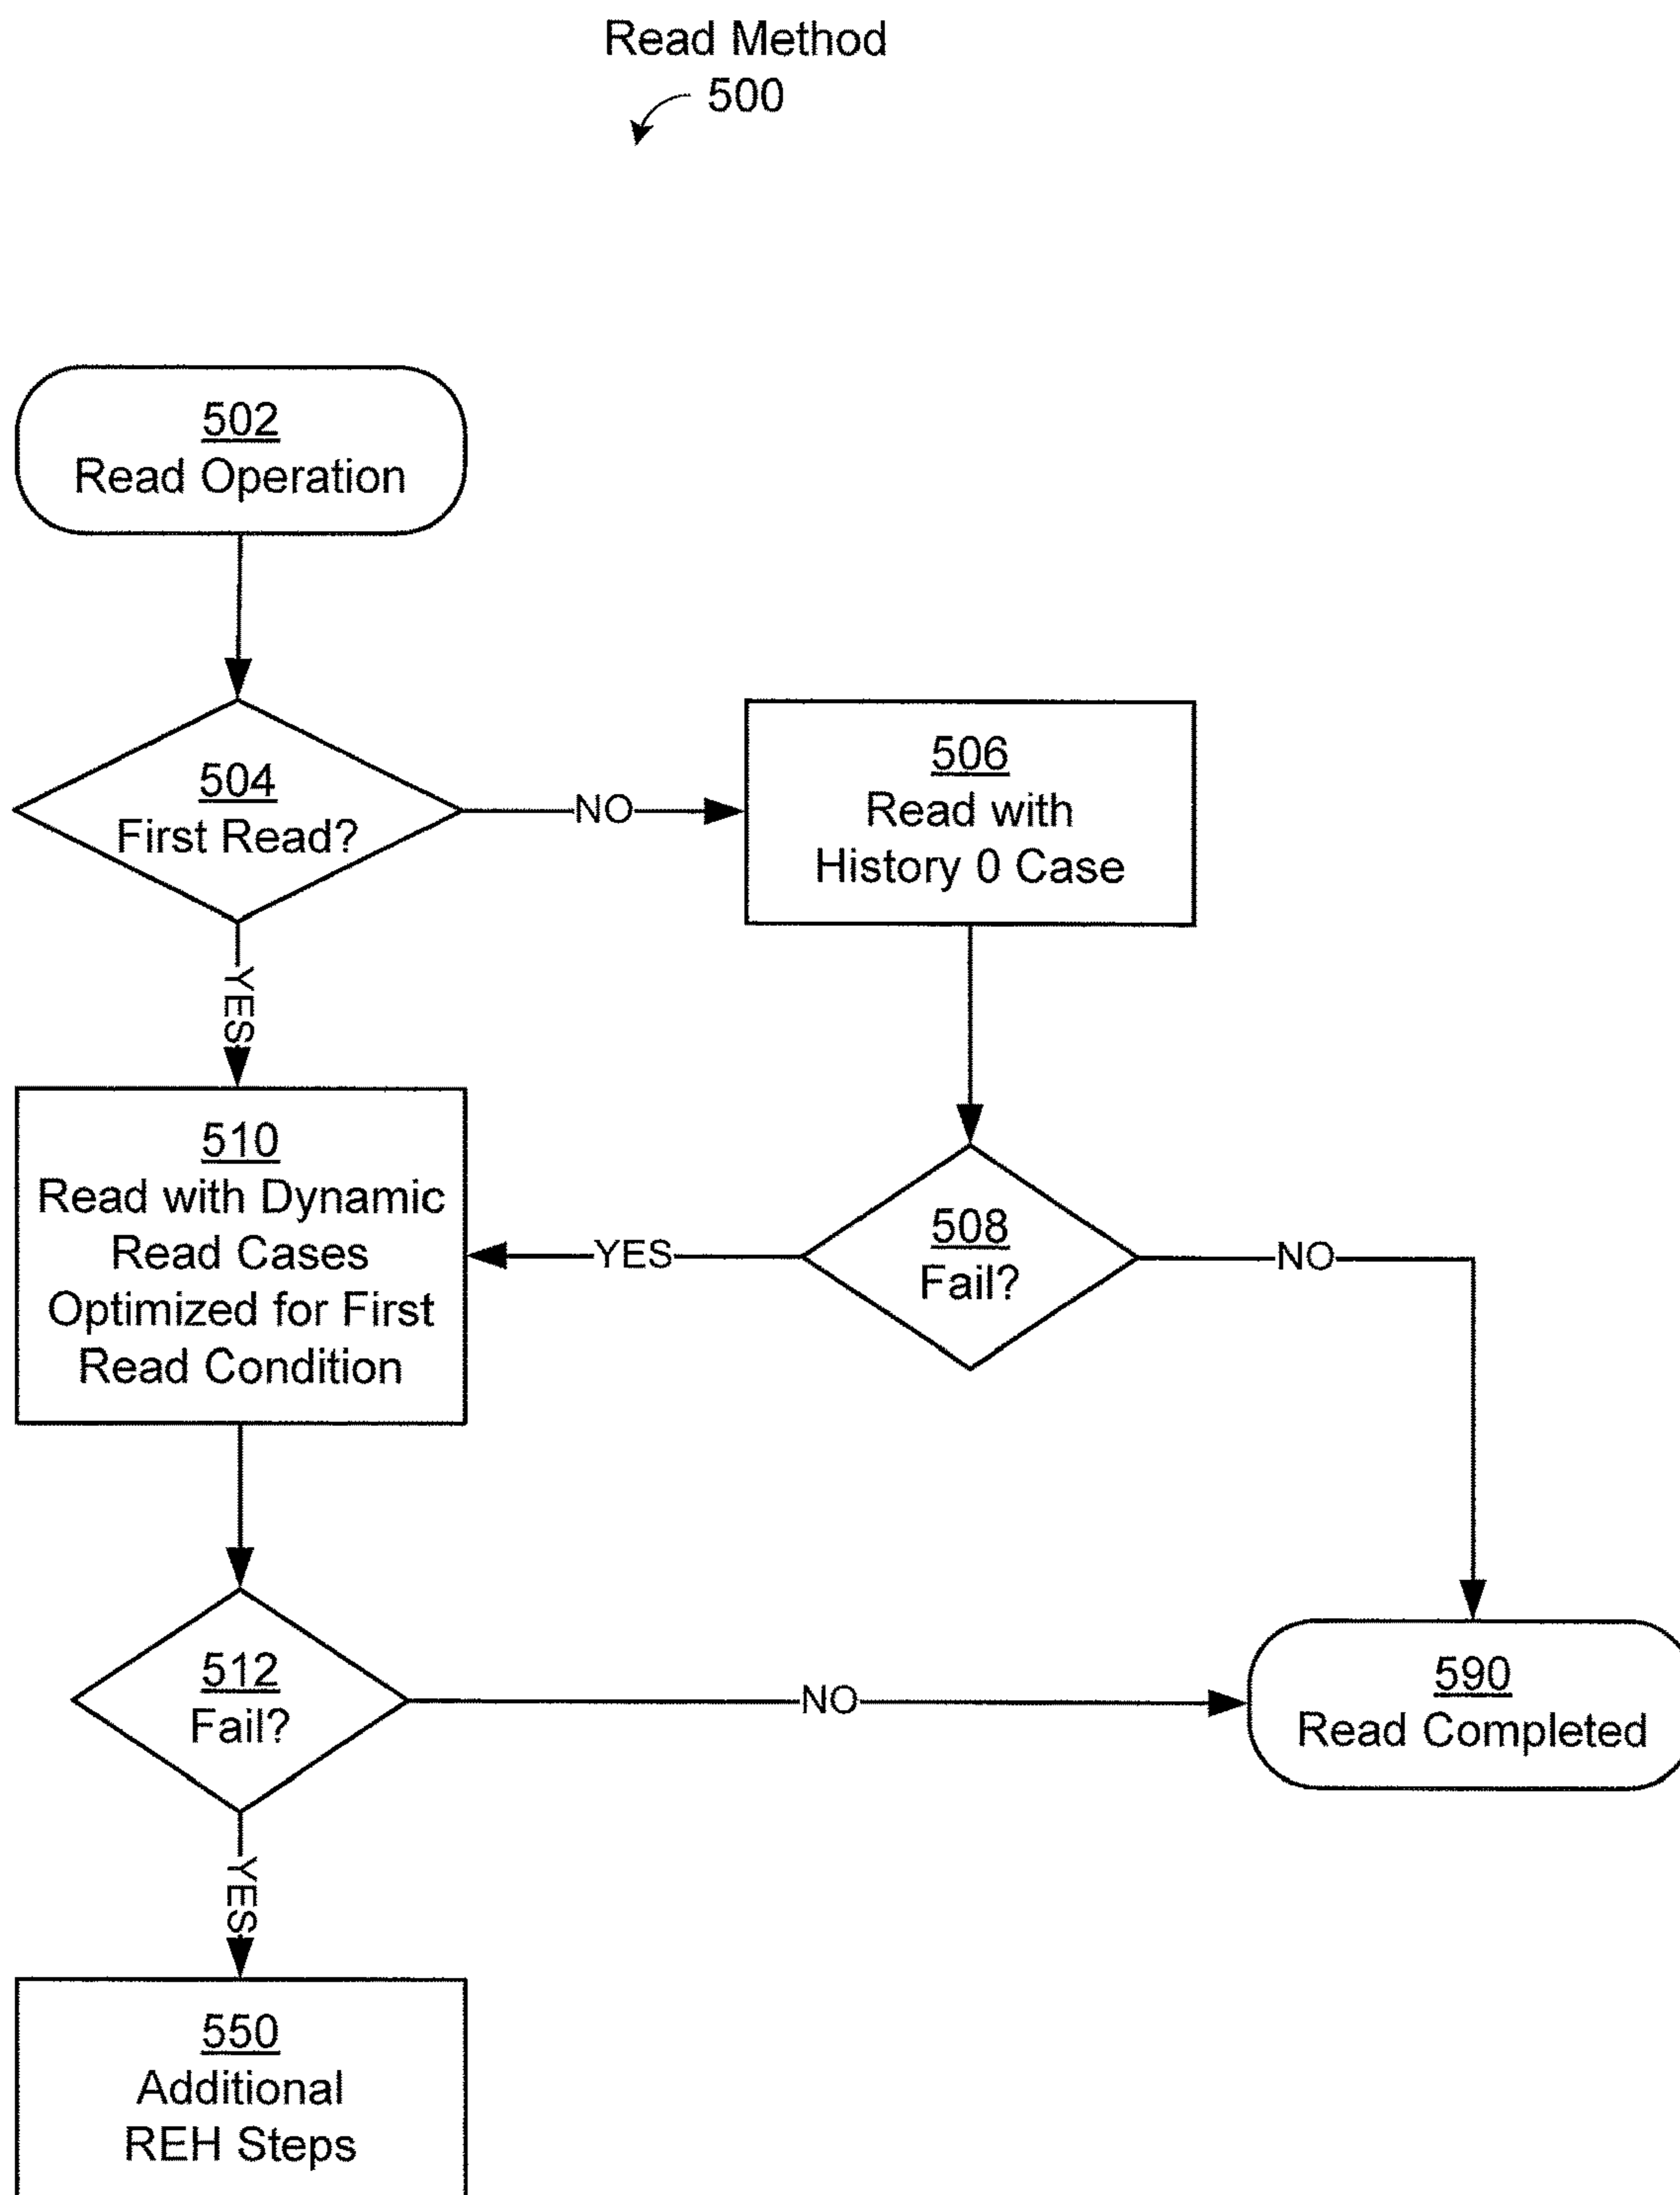 Read Method
500
502
Read Operation
504
First Read?
NO
506
Read with
History 0 Case
YES
510
Read with Dynamic
Read Cases
Optimized for First
Read Condition
YES
508
Fail?
NO
512
Fail?
NO
590
Read Completed
YES
550
Additional
REH Steps